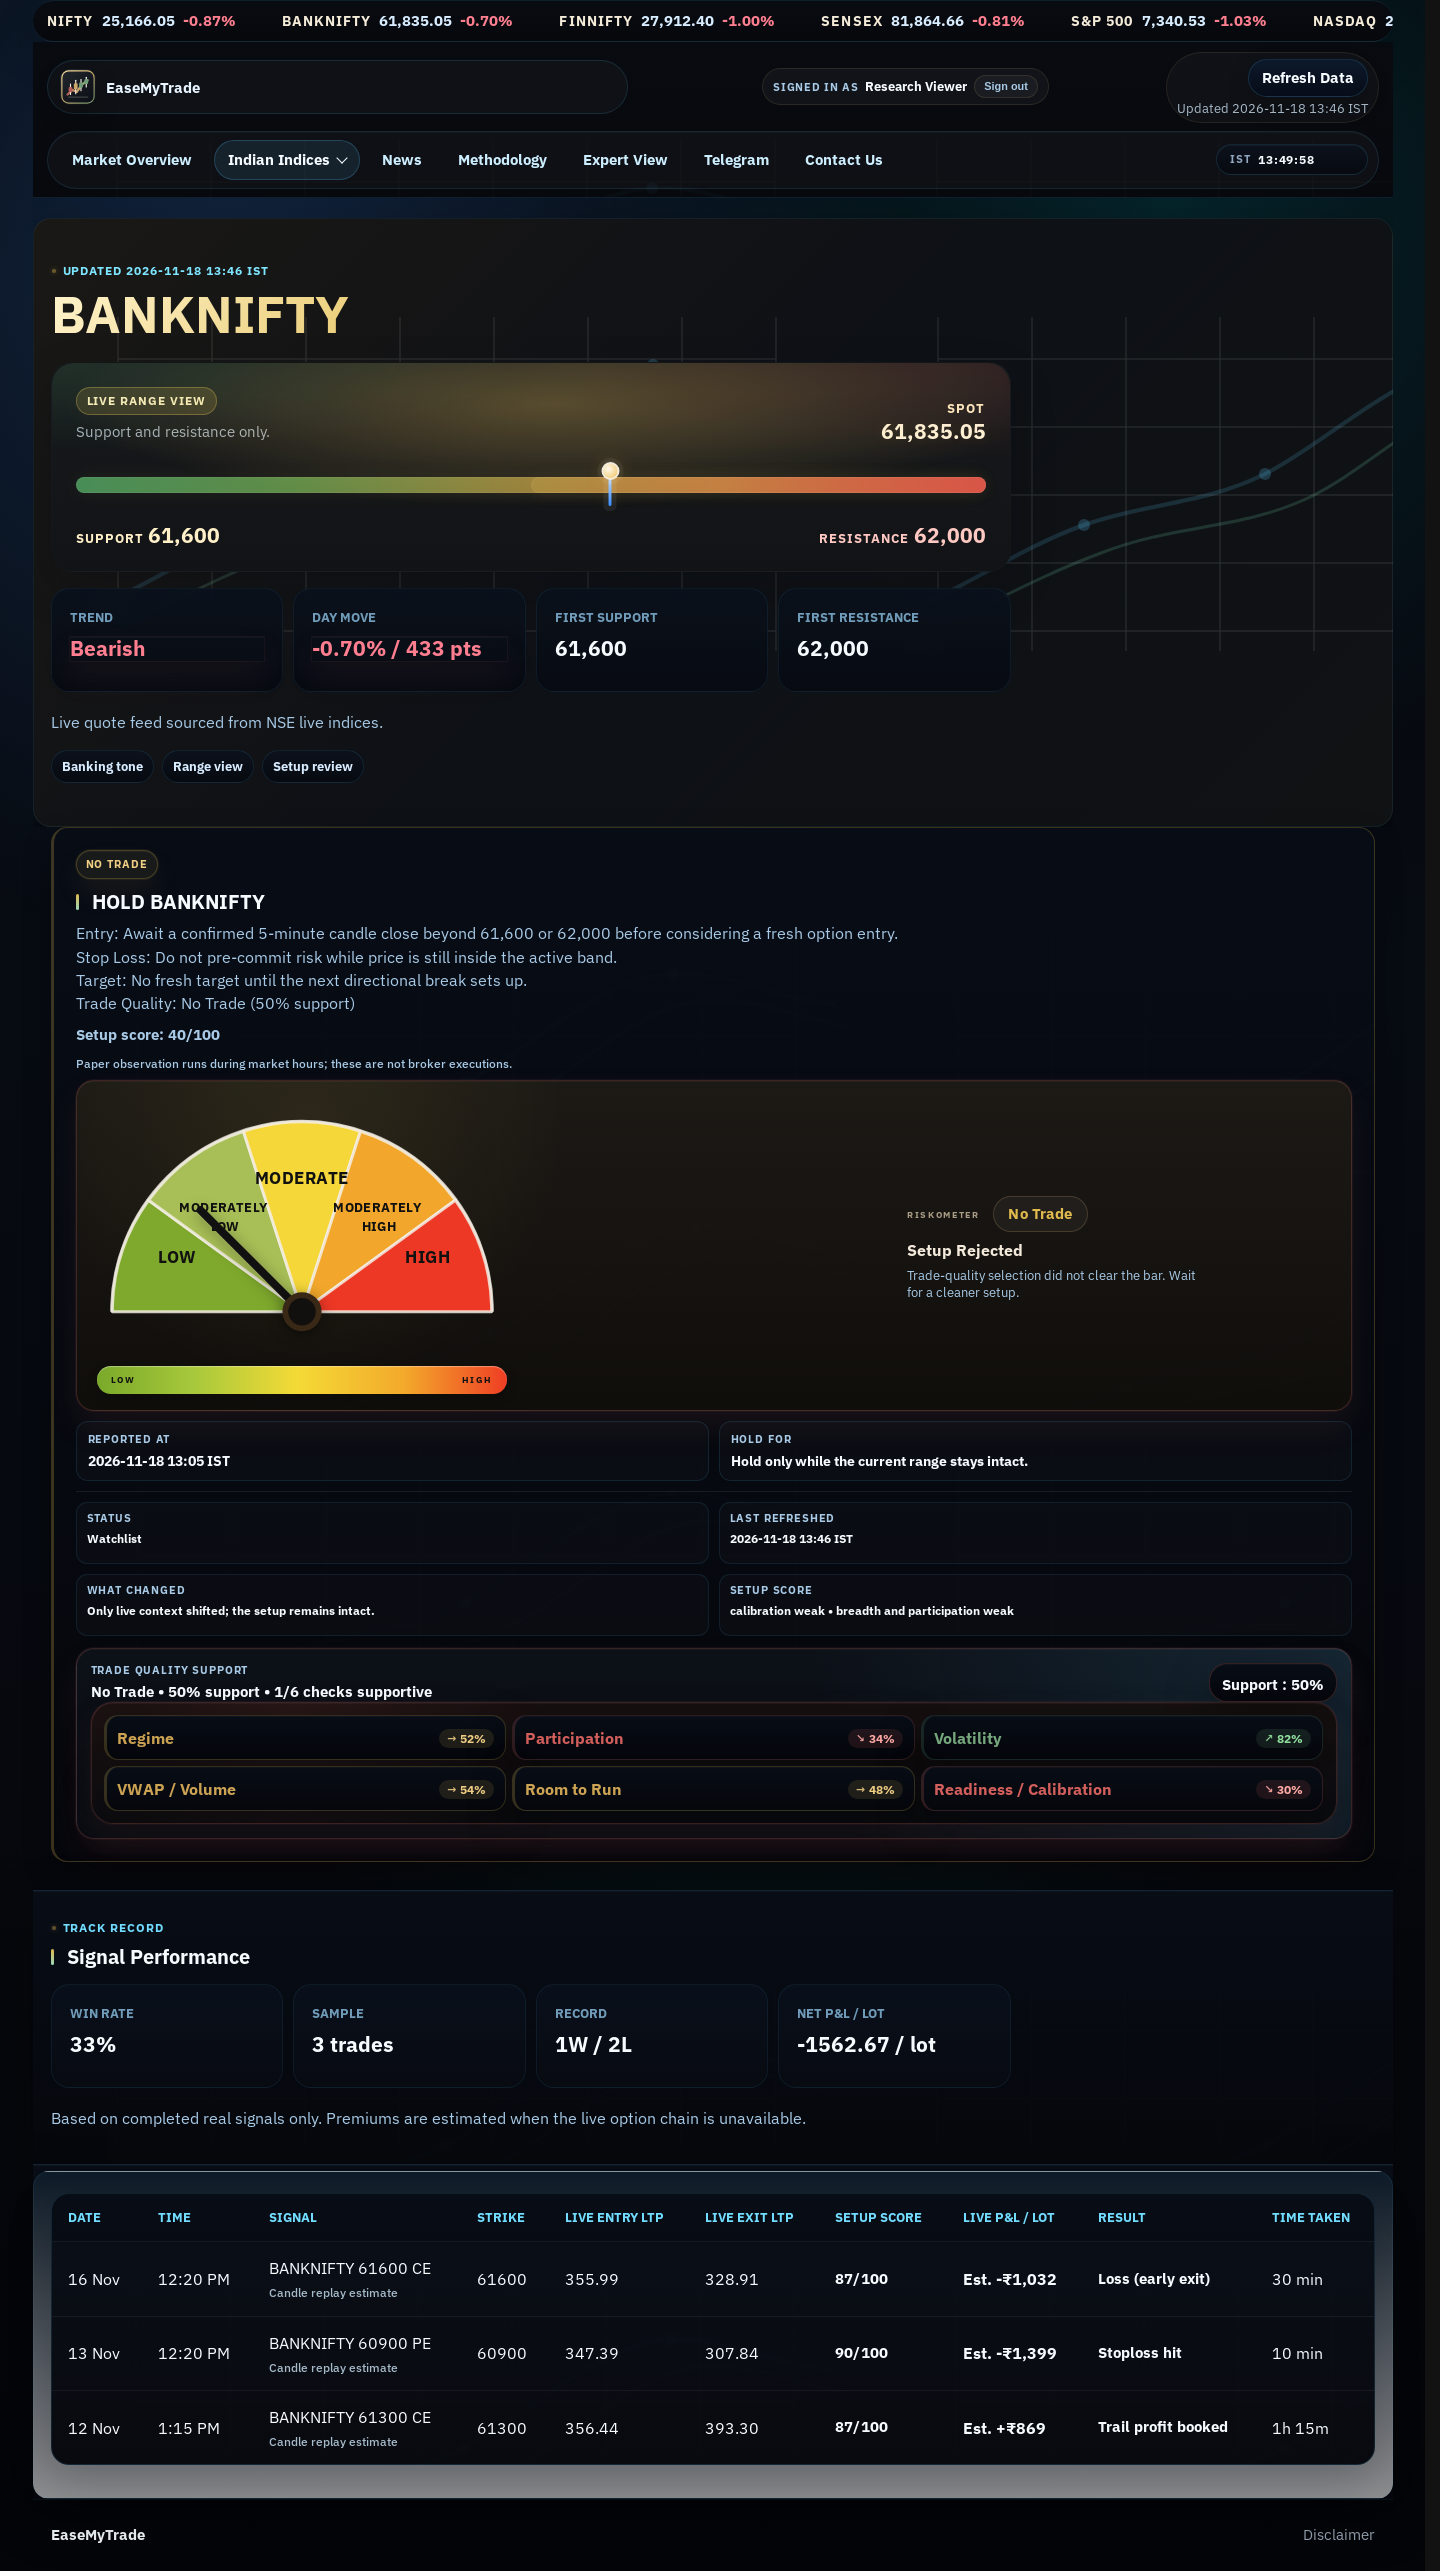 NIFTY 25,166.05 -0.87% BANKNIFTY 61,835.05 -0.70% FINNIFTY 27,912.40 -1.00% SENSEX 81,864.66 -0.81% S&P 500 7,340.53 -1.03% NASDAQ 2
EaseMyTrade
SIGNED IN AS Research Viewer Sign out
Refresh Data
Updated 2026-11-18 13:46 IST
Market Overview Indian Indices News Methodology Expert View Telegram Contact Us IST 13:49:58
UPDATED 2026-11-18 13:46 IST
BANKNIFTY
LIVE RANGE VIEW
Support and resistance only.
SPOT
61,835.05
SUPPORT 61,600
RESISTANCE 62,000
TREND
Bearish
DAY MOVE
-0.70% / 433 pts
FIRST SUPPORT
61,600
FIRST RESISTANCE
62,000
Live quote feed sourced from NSE live indices.
Banking tone Range view Setup review
NO TRADE
HOLD BANKNIFTY
Entry: Await a confirmed 5-minute candle close beyond 61,600 or 62,000 before considering a fresh option entry.
Stop Loss: Do not pre-commit risk while price is still inside the active band.
Target: No fresh target until the next directional break sets up.
Trade Quality: No Trade (50% support)
Setup score: 40/100
Paper observation runs during market hours; these are not broker executions.
MODERATE
MODERATELY
LOW
MODERATELY
HIGH
LOW
HIGH
LOW HIGH
RISKOMETER No Trade
Setup Rejected
Trade-quality selection did not clear the bar. Wait
for a cleaner setup.
REPORTED AT
2026-11-18 13:05 IST
HOLD FOR
Hold only while the current range stays intact.
STATUS
Watchlist
LAST REFRESHED
2026-11-18 13:46 IST
WHAT CHANGED
Only live context shifted; the setup remains intact.
SETUP SCORE
calibration weak • breadth and participation weak
TRADE QUALITY SUPPORT
No Trade • 50% support • 1/6 checks supportive
Support : 50%
Regime → 52%
Participation ↘ 34%
Volatility ↗ 82%
VWAP / Volume → 54%
Room to Run → 48%
Readiness / Calibration ↘ 30%
TRACK RECORD
Signal Performance
WIN RATE
33%
SAMPLE
3 trades
RECORD
1W / 2L
NET P&L / LOT
-1562.67 / lot
Based on completed real signals only. Premiums are estimated when the live option chain is unavailable.
DATE TIME SIGNAL STRIKE LIVE ENTRY LTP LIVE EXIT LTP SETUP SCORE LIVE P&L / LOT RESULT TIME TAKEN
16 Nov 12:20 PM BANKNIFTY 61600 CE 61600 355.99 328.91 87/100 Est. -₹1,032 Loss (early exit) 30 min
Candle replay estimate
13 Nov 12:20 PM BANKNIFTY 60900 PE 60900 347.39 307.84 90/100 Est. -₹1,399 Stoploss hit 10 min
Candle replay estimate
12 Nov 1:15 PM BANKNIFTY 61300 CE 61300 356.44 393.30 87/100 Est. +₹869 Trail profit booked 1h 15m
Candle replay estimate
EaseMyTrade
Disclaimer